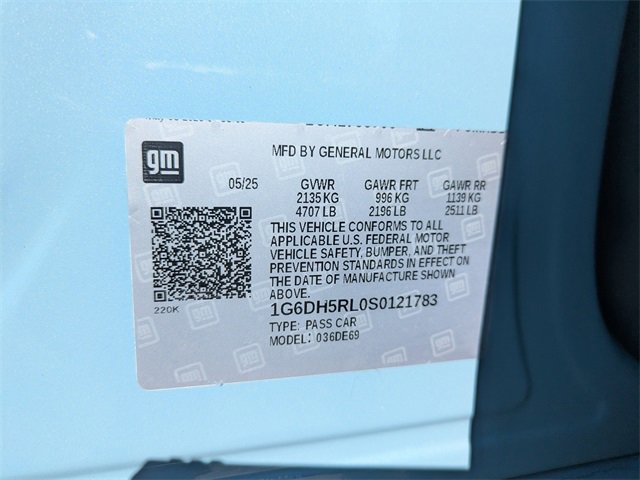 gm
MFD BY GENERAL MOTORS LLC
05/25 GVWR GAWR FRT GAWR RR
2135 KG 996 KG 1139 KG
4707 LB 2196 LB 2511 LB
THIS VEHICLE CONFORMS TO ALL
APPLICABLE U.S. FEDERAL MOTOR
VEHICLE SAFETY, BUMPER, AND THEFT
PREVENTION STANDARDS IN EFFECT ON
THE DATE OF MANUFACTURE SHOWN
ABOVE.
220K
1G6DH5RL0S0121783
TYPE: PASS CAR
MODEL: 036DE69